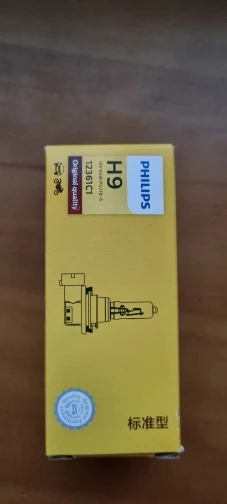 PHILIPS
H9
12V 65W PGJ19-5
12361C1
Original quality
标准型